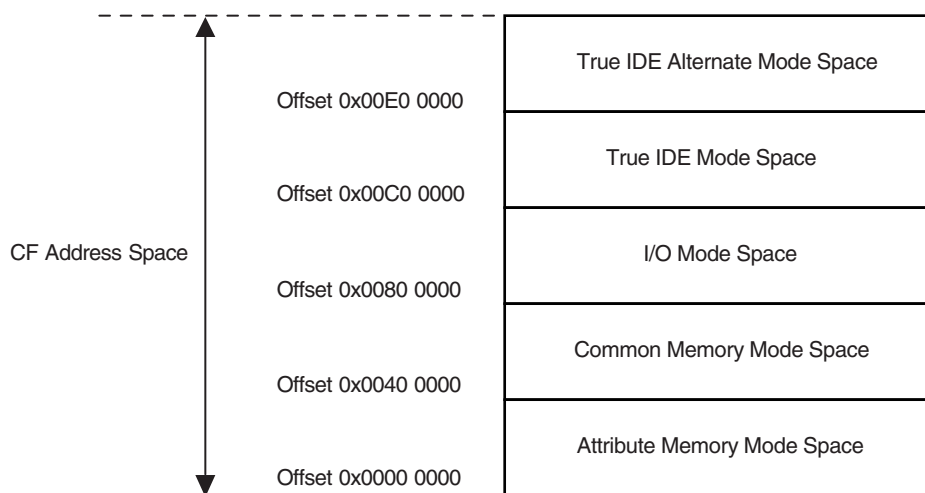 True IDE Alternate Mode Space
Offset 0x00E0 0000
True IDE Mode Space
Offset 0x00C0 0000
CF Address Space
I/O Mode Space
Offset 0x0080 0000
Common Memory Mode Space
Offset 0x0040 0000
Attribute Memory Mode Space
Offset 0x0000 0000